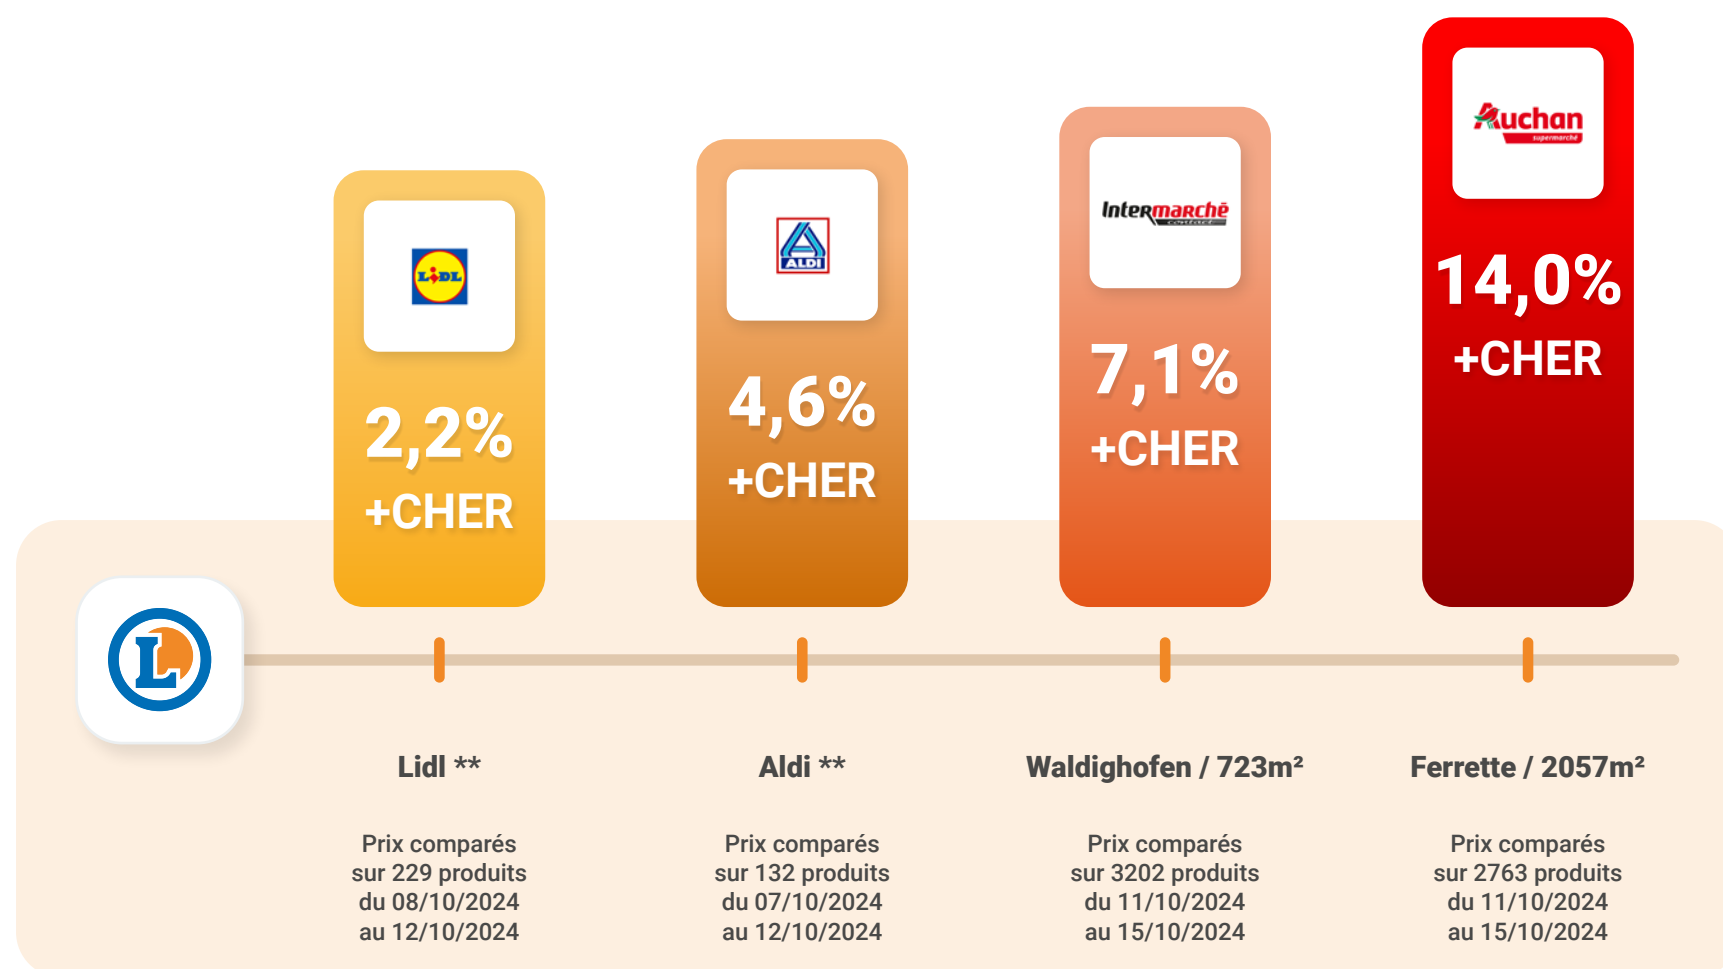 LIDL
2,2%
+CHER
ALDI
4,6%
+CHER
Intermarchē
contact
7,1%
+CHER
Auchan
supermarché
14,0%
+CHER
L
Lidl **
Prix comparés
sur 229 produits
du 08/10/2024
au 12/10/2024
Aldi **
Prix comparés
sur 132 produits
du 07/10/2024
au 12/10/2024
Waldighofen / 723m²
Prix comparés
sur 3202 produits
du 11/10/2024
au 15/10/2024
Ferrette / 2057m²
Prix comparés
sur 2763 produits
du 11/10/2024
au 15/10/2024